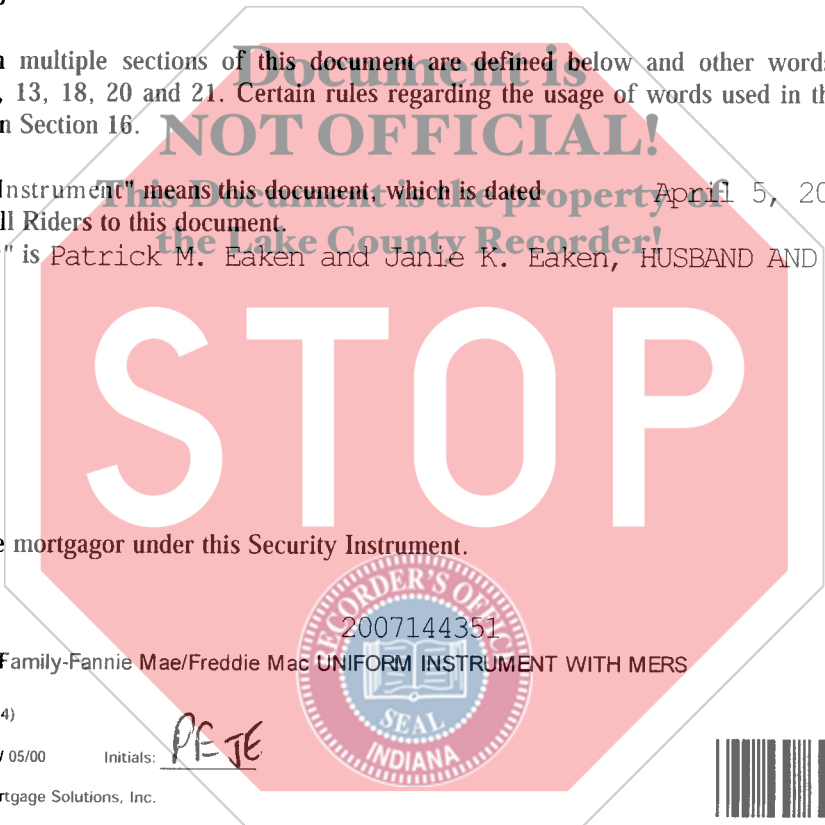 multiple sections of this document are defined below and other words
Document is
, 13, 18, 20 and 21. Certain rules regarding the usage of words used in th
n Section 16.
NOT OFFICIAL!
Instrument" means this document, which is dated April 5, 20
This Document is the property of
ll Riders to this document.
the Lake County Recorder!
" is Patrick M. Eaken and Janie K. Eaken, HUSBAND AND
STOP
e mortgagor under this Security Instrument.
RECORDER'S OFFICE
2007144351
Family-Fannie Mae/Freddie Mac UNIFORM INSTRUMENT WITH MERS
SEAL
INDIANA
4)
/ 05/00 Initials: PE JE
rtgage Solutions, Inc.